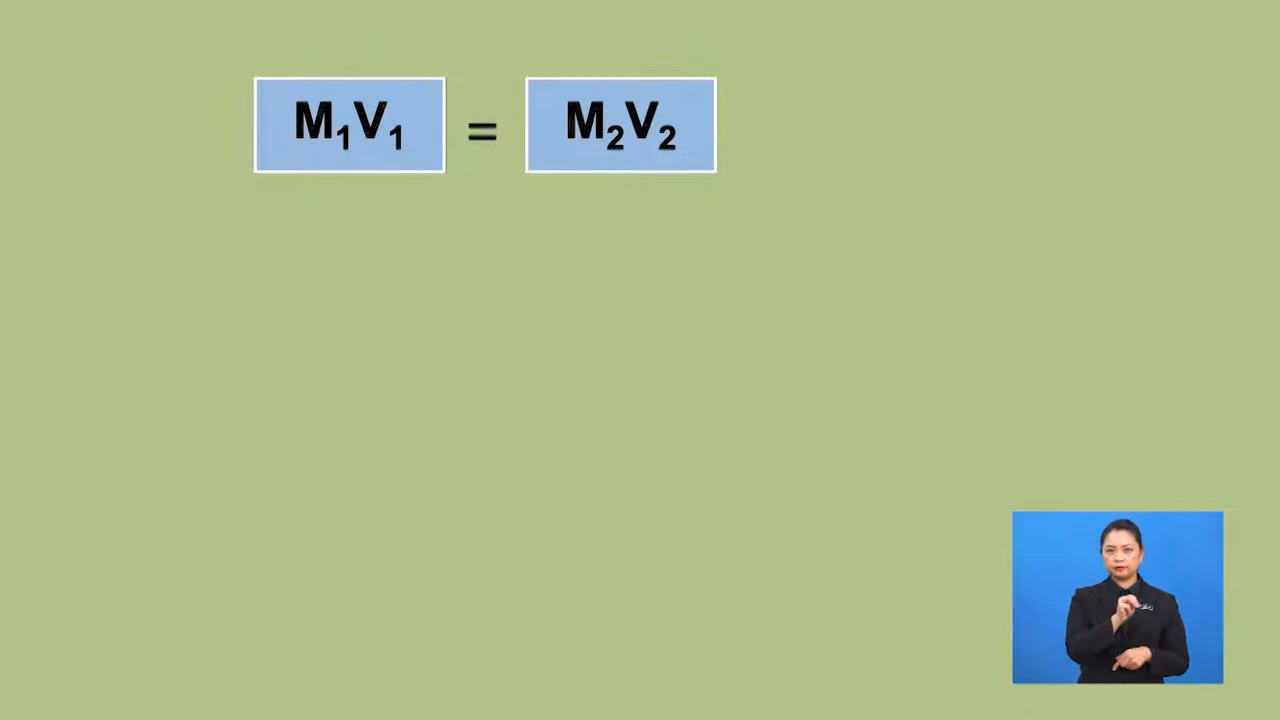 M₁V₁ = M₂V₂